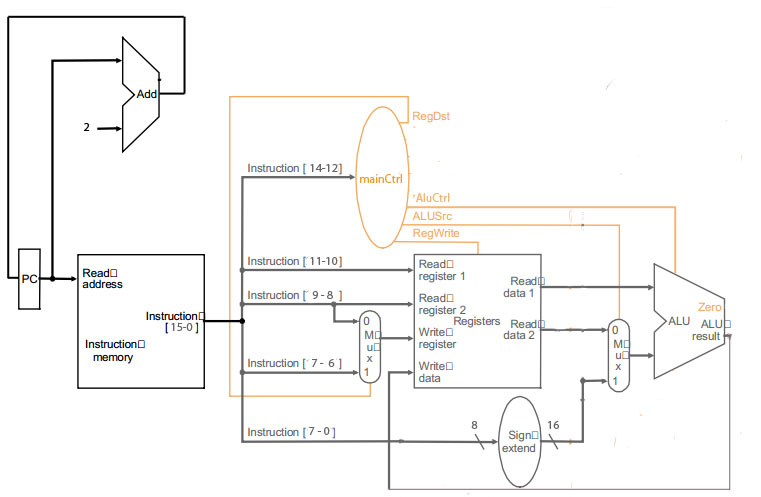 Add
2
RegDst
Instruction [ 14-12]
mainCtrl
*AluCtrl
ALUSrc
RegWrite
PC
Read
address
Instruction
[ 15-0 ]
Instruction
memory
Instruction [ 11-10 ]
Instruction [ 9 - 8 ]
Instruction [ 7 - 6 ]
Instruction [ 7 - 0 ]
0
M
u
x
1
Read
register 1
Read
register 2
Write
register
Write
data
Registers
Read
data 1
Read
data 2
0
M
u
x
1
Zero
ALU
ALU
result
8
Sign
extend
16